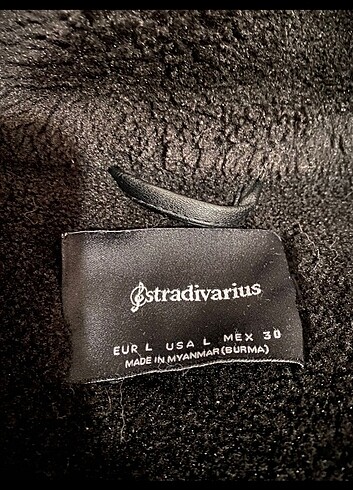 stradivarius
EUR L USA L MEX 30
MADE IN MYANMAR (BURMA)